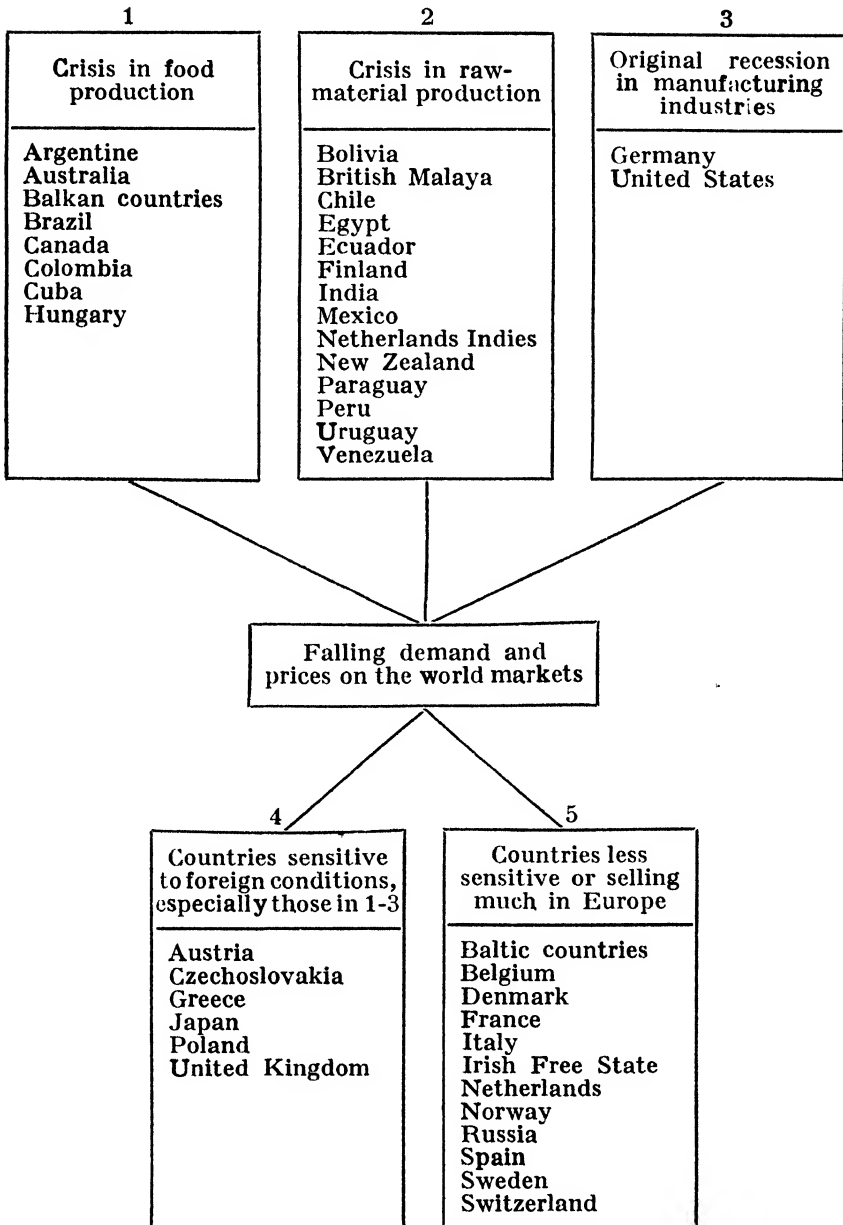 1
Crisis in food
production
Argentine
Australia
Balkan countries
Brazil
Canada
Colombia
Cuba
Hungary
2
Crisis in raw-
material production
Bolivia
British Malaya
Chile
Egypt
Ecuador
Finland
India
Mexico
Netherlands Indies
New Zealand
Paraguay
Peru
Uruguay
Venezuela
3
Original recession
in manufacturing
industries
Germany
United States
Falling demand and
prices on the world markets
4
Countries sensitive
to foreign conditions,
especially those in 1-3
Austria
Czechoslovakia
Greece
Japan
Poland
United Kingdom
5
Countries less
sensitive or selling
much in Europe
Baltic countries
Belgium
Denmark
France
Italy
Irish Free State
Netherlands
Norway
Russia
Spain
Sweden
Switzerland